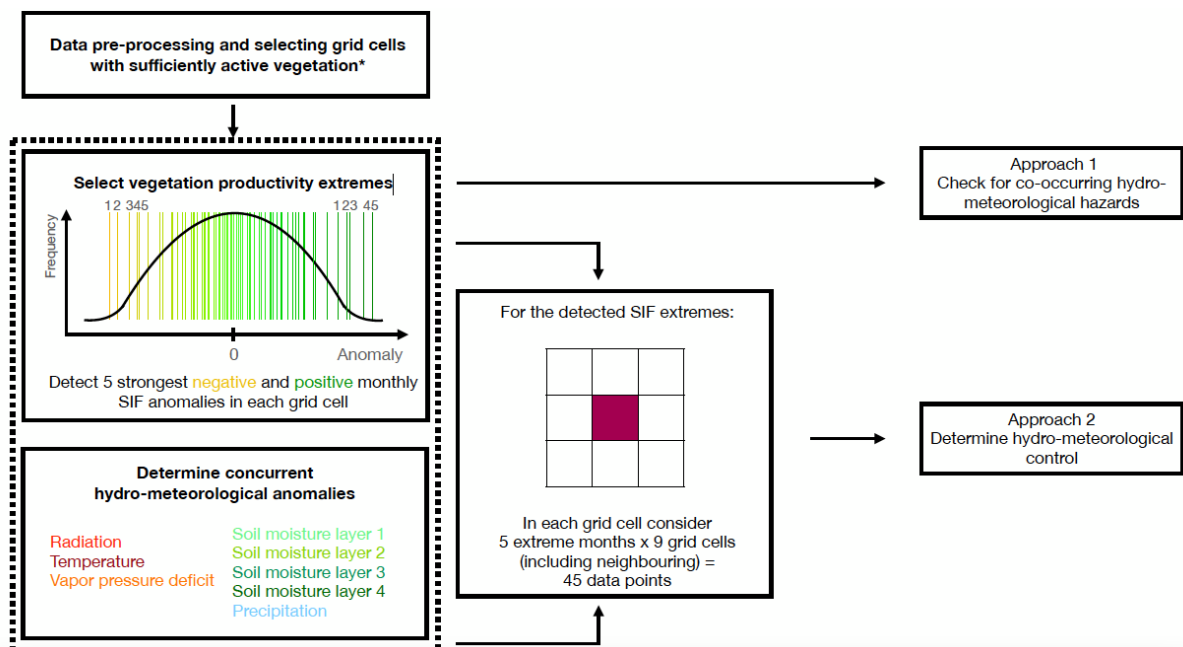 Data pre-processing and selecting grid cells
with sufficiently active vegetation*
Select vegetation productivity extremes
12 345
123 45
Frequency
0
Anomaly
Detect 5 strongest negative and positive monthly
SIF anomalies in each grid cell
Determine concurrent
hydro-meteorological anomalies
Radiation
Temperature
Vapor pressure deficit
Soil moisture layer 1
Soil moisture layer 2
Soil moisture layer 3
Soil moisture layer 4
Precipitation
For the detected SIF extremes:
In each grid cell consider
5 extreme months x 9 grid cells
(including neighbouring) =
45 data points
Approach 1
Check for co-occurring hydro-
meteorological hazards
Approach 2
Determine hydro-meteorological
control